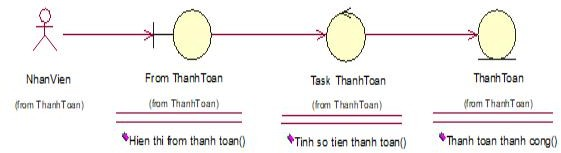 NhanVien
(from ThanhToan)
From ThanhToan
(from ThanhToan)
Hien thi from thanh toan()
Task ThanhToan
(from ThanhToan)
Tinh so tien thanh toan()
ThanhToan
(from ThanhToan)
Thanh toan thanh cong()